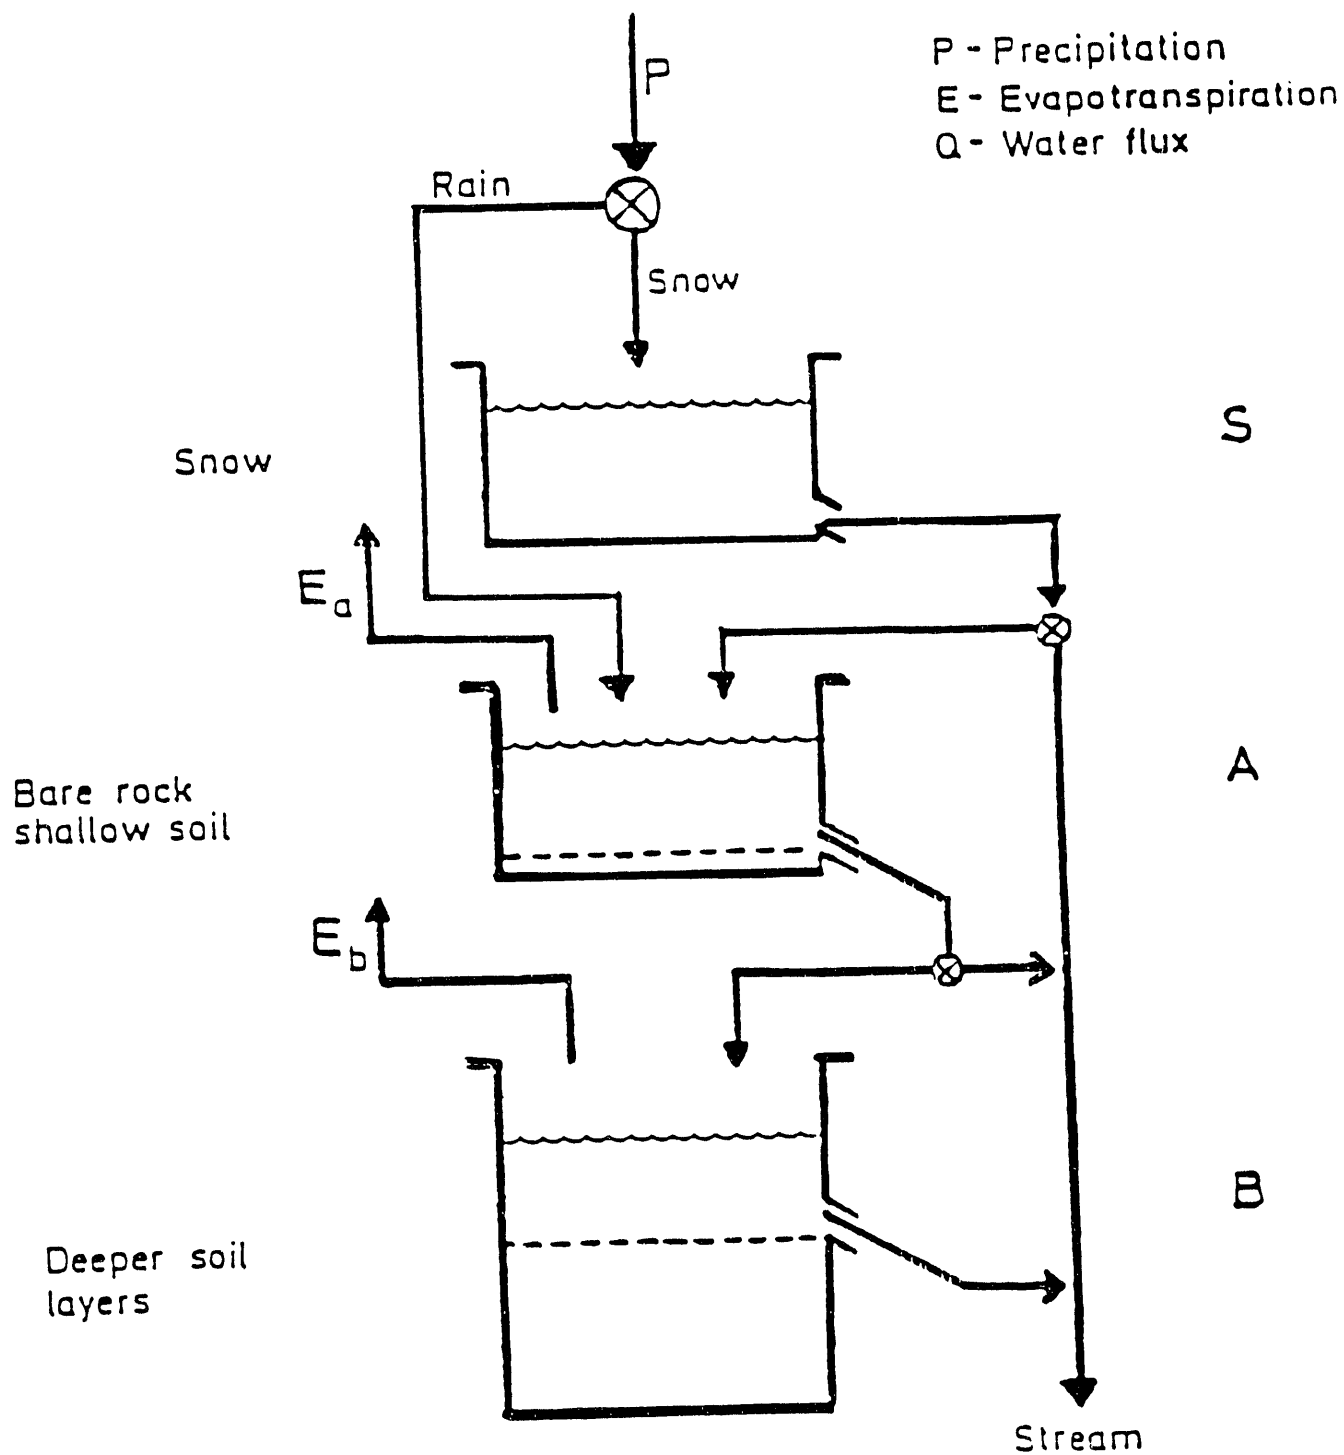 P - Precipitation
E - Evapotranspiration
Q - Water flux
P
Rain
Snow
S
Snow
Ea
A
Bare rock
shallow soil
Eb
B
Deeper soil
layers
Stream